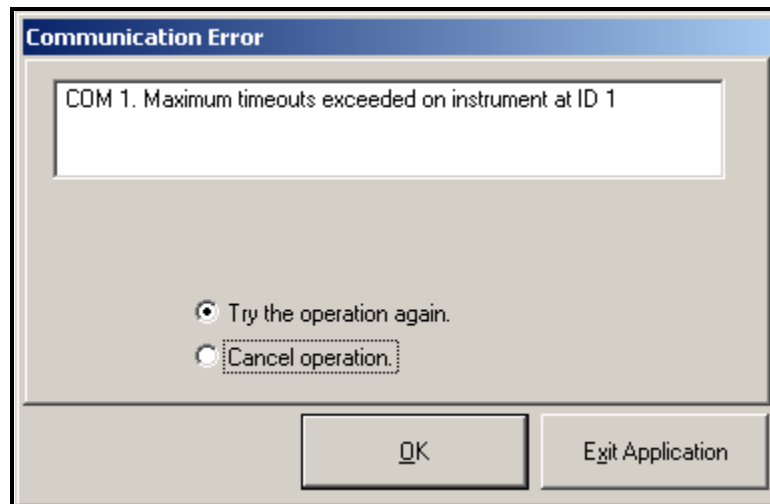 Communication Error
COM 1. Maximum timeouts exceeded on instrument at ID 1
Try the operation again.
Cancel operation.
OK
Exit Application